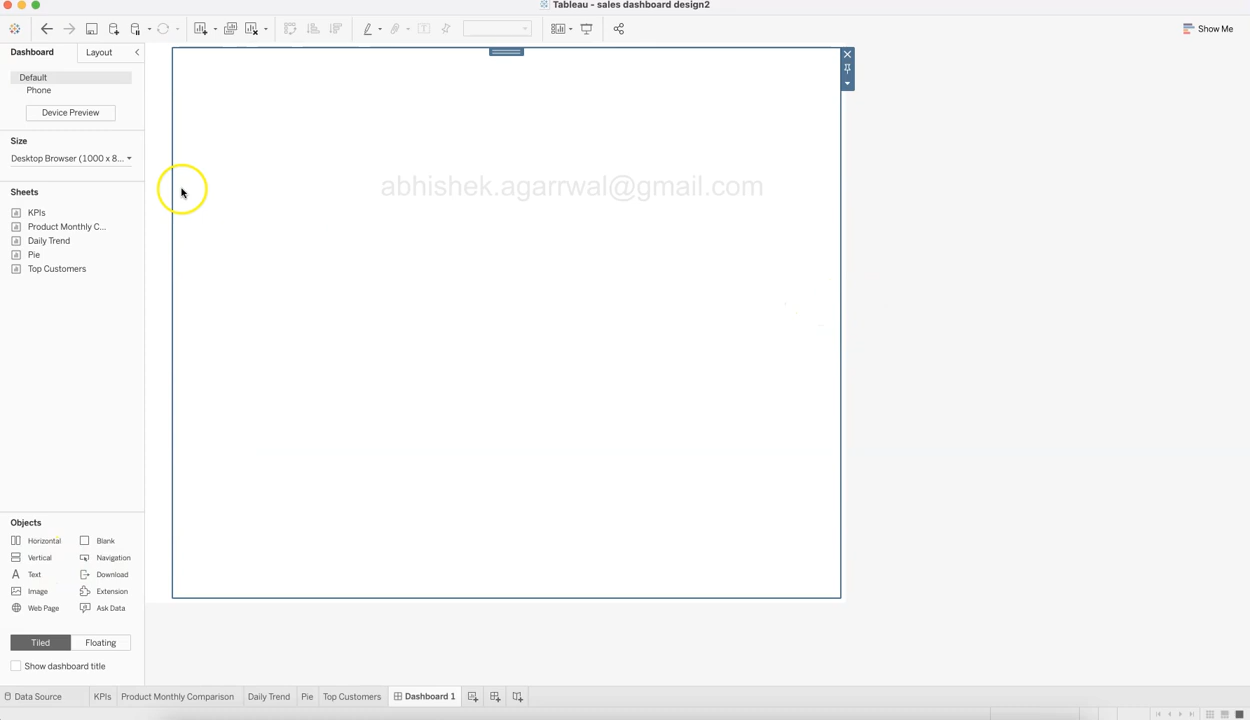 Tableau - sales dashboard design2
Show Me
Dashboard
Layout
Default
Phone
Device Preview
Size
Desktop Browser (1000 x 8...
Sheets
KPIs
Product Monthly C...
Daily Trend
Pie
Top Customers
abhishek.agarrwal@gmail.com
Objects
Horizontal Blank
Vertical Navigation
Text Download
Image Extension
Web Page Ask Data
Tiled Floating
Show dashboard title
Data Source KPIs Product Monthly Comparison Daily Trend Pie Top Customers Dashboard 1